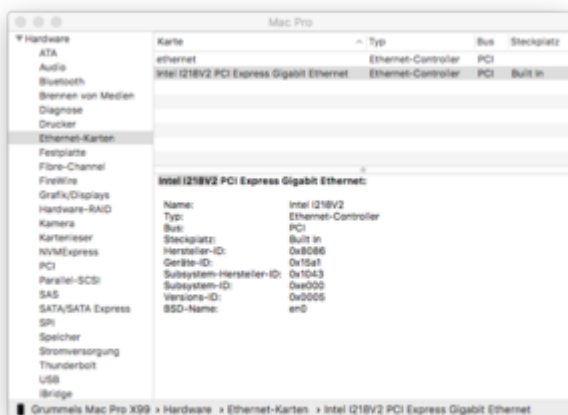 Mac Pro
Hardware
ATA
Audio
Bluetooth
Brennen von Medien
Diagnose
Drucker
Ethernet-Karten
Festplatte
Fibre-Channel
FireWire
Grafik/Displays
Hardware-RAID
Kamera
Kartenleser
NVMExpress
PCI
Parallel-SCSI
SAS
SATA/SATA Express
SPI
Speicher
Stromversorgung
Thunderbolt
USB
iBridge
Karte Typ Bus Steckplatz
ethernet Ethernet-Controller PCI
Intel I218V2 PCI Express Gigabit Ethernet Ethernet-Controller PCI Built In
Intel I218V2 PCI Express Gigabit Ethernet:
Name: Intel I218V2
Typ: Ethernet-Controller
Bus: PCI
Steckplatz: Built In
Hersteller-ID: 0x8086
Geräte-ID: 0x15a1
Subsystem-Hersteller-ID: 0x1043
Subsystem-ID: 0xe000
Versions-ID: 0x0005
BSD-Name: en0
Grummels Mac Pro X99 › Hardware › Ethernet-Karten › Intel I218V2 PCI Express Gigabit Ethernet